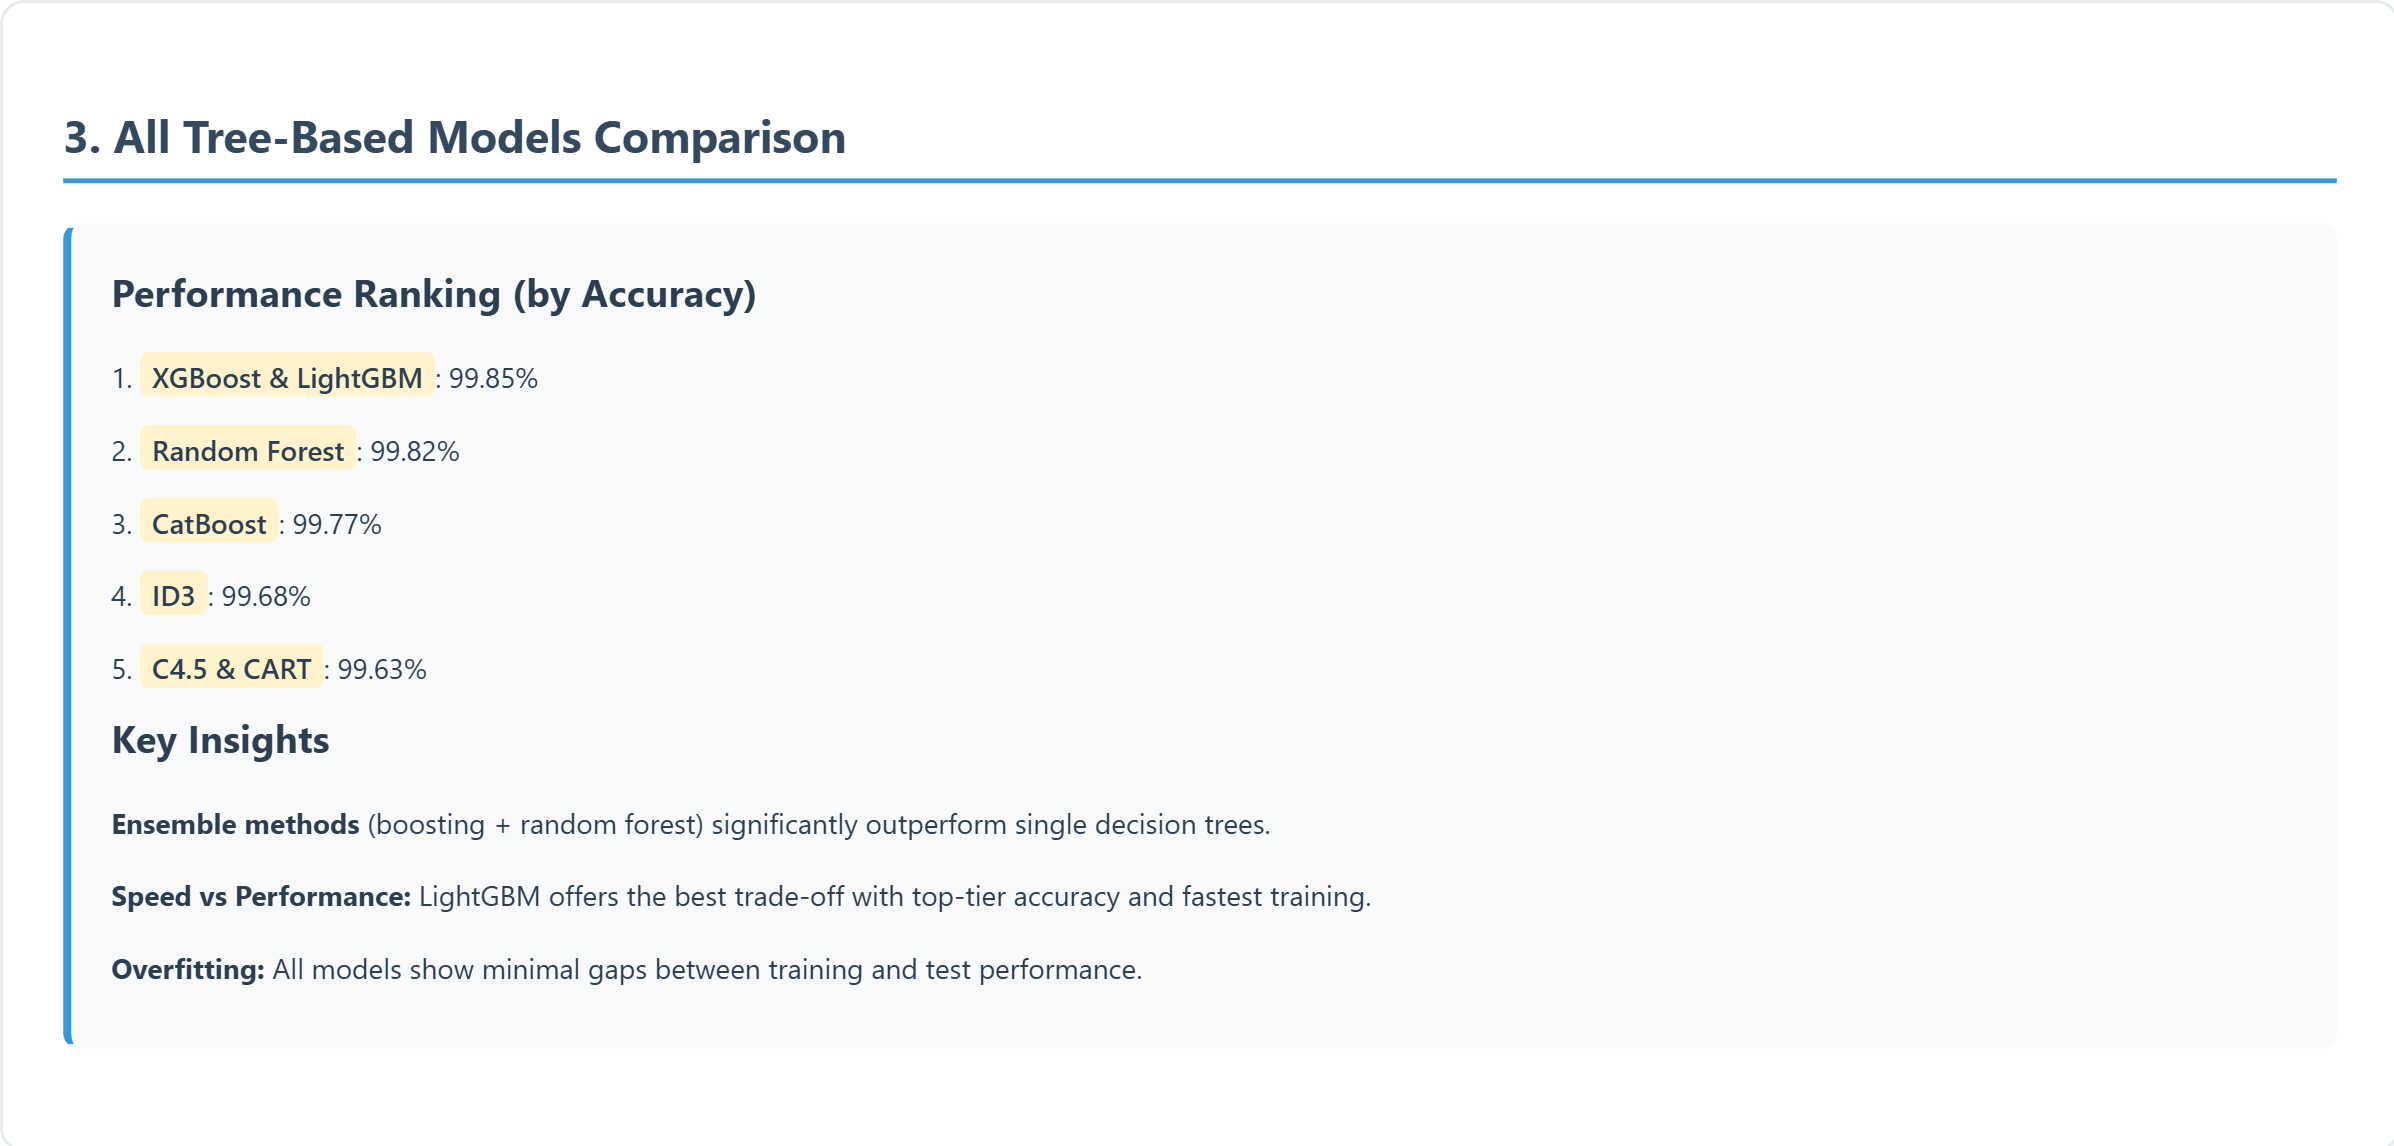 3. All Tree-Based Models Comparison
Performance Ranking (by Accuracy)
1. XGBoost & LightGBM : 99.85%
2. Random Forest : 99.82%
3. CatBoost : 99.77%
4. ID3 : 99.68%
5. C4.5 & CART : 99.63%
Key Insights
Ensemble methods (boosting + random forest) significantly outperform single decision trees.
Speed vs Performance: LightGBM offers the best trade-off with top-tier accuracy and fastest training.
Overfitting: All models show minimal gaps between training and test performance.